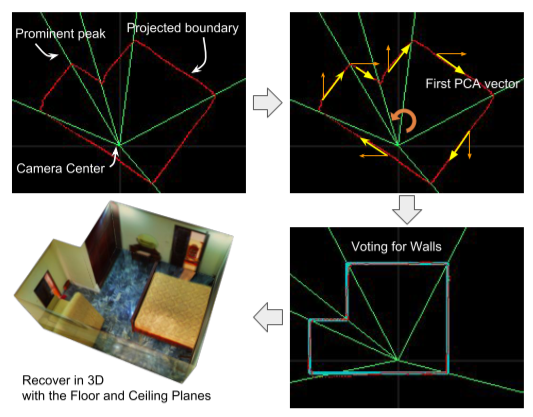 Prominent peak
Projected boundary
Camera Center
First PCA vector
Voting for Walls
Recover in 3D
with the Floor and Ceiling Planes